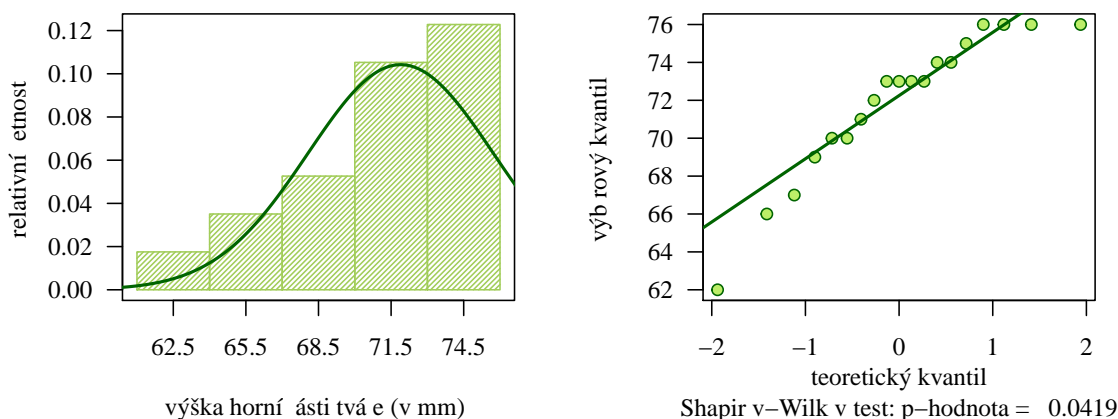 0.12
0.10
0.08
0.06
0.04
0.02
0.00
relativní etnost
62.5 65.5 68.5 71.5 74.5
výška horní ásti tvá e (v mm)
76
74
72
70
68
66
64
62
výb rový kvantil
−2 −1 0 1 2
teoretický kvantil
Shapir v−Wilk v test: p−hodnota = 0.0419